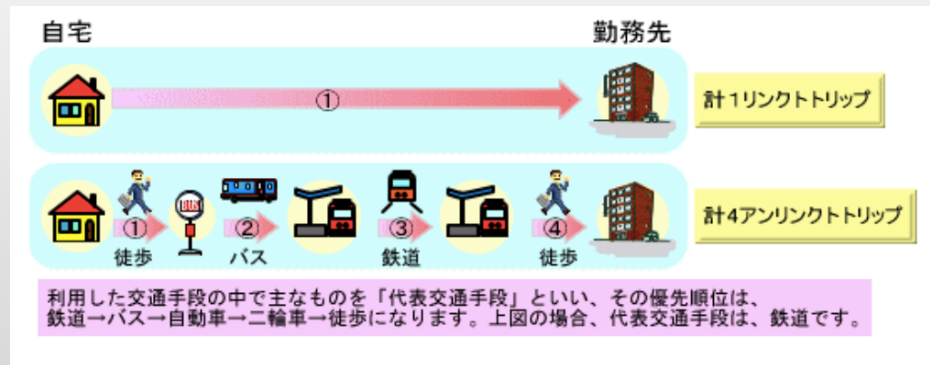 自宅
勤務先
①
計1リンクトトリップ
BUS
①
②
③
④
徒歩
バス
鉄道
徒歩
計4アンリンクトトリップ
利用した交通手段の中で主なものを「代表交通手段」といい、その優先順位は、
鉄道→バス→自動車→二輪車→徒歩になります。上図の場合、代表交通手段は、鉄道です。